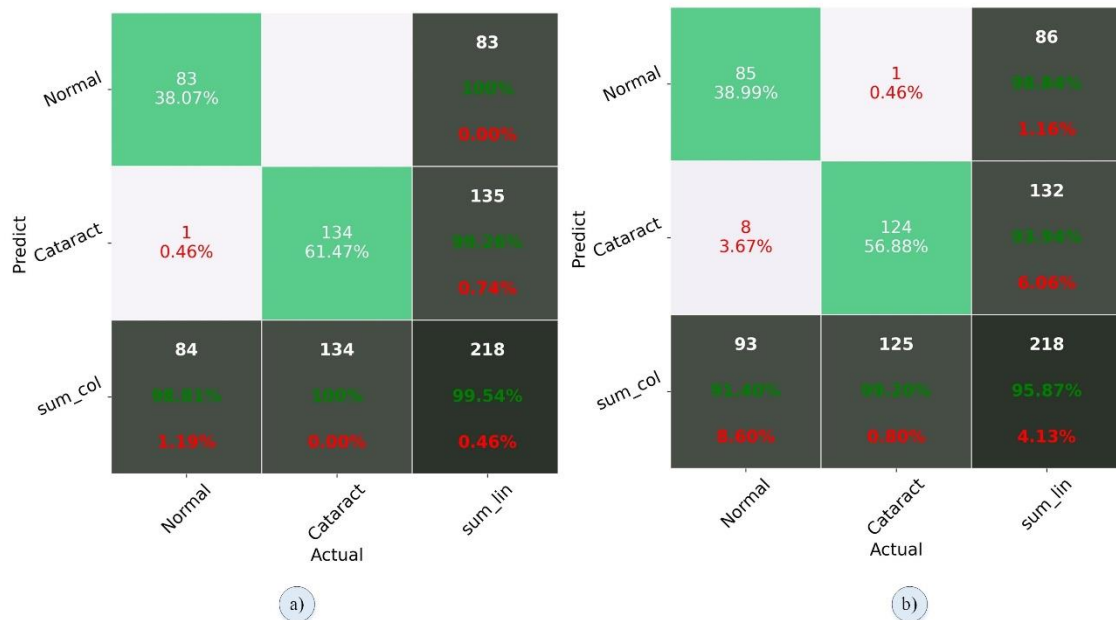 Predict
Normal
Cataract
sum_col
83
38.07%
83
100%
0.00%
1
0.46%
134
61.47%
135
99.26%
0.74%
84
98.81%
1.19%
134
100%
0.00%
218
99.54%
0.46%
Normal
Cataract
sum_lin
Actual
a)
Predict
Normal
Cataract
sum_col
85
38.99%
1
0.46%
86
98.84%
1.16%
8
3.67%
124
56.88%
132
93.94%
6.06%
93
91.40%
8.60%
125
99.20%
0.80%
218
95.87%
4.13%
Normal
Cataract
sum_lin
Actual
b)